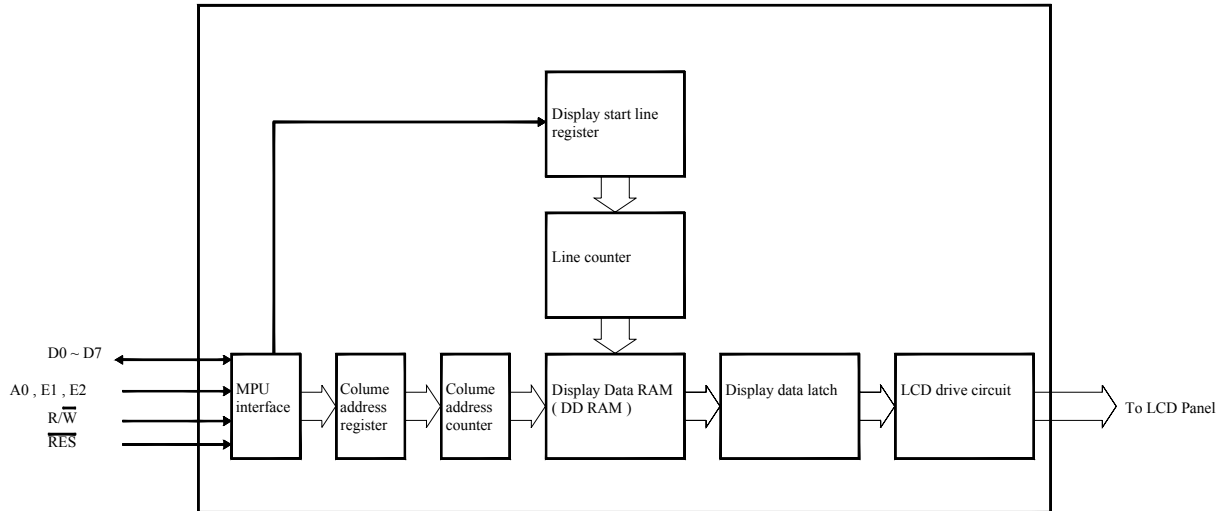 Display start line
register
Line counter
D0 ~ D7
A0 , E1 , E2
R/W̅
R̅E̅S̅
MPU
interface
Colume
address
register
Colume
address
counter
Display Data RAM
( DD RAM )
Display data latch
LCD drive circuit
To LCD Panel